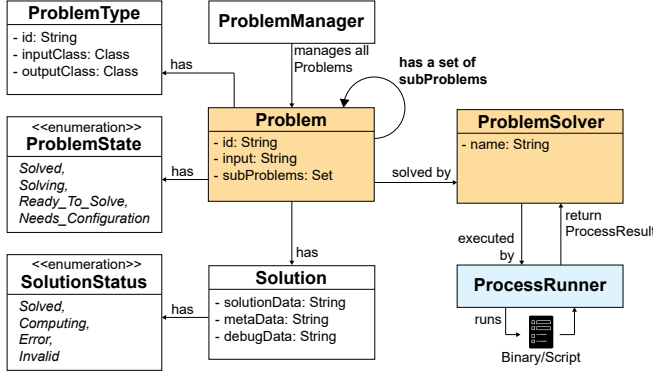 ProblemType
- id: String
- inputClass: Class
- outputClass: Class
has
ProblemManager
manages all
Problems
has a set of
subProblems
<<enumeration>>
ProblemState
Solved,
Solving,
Ready_To_Solve,
Needs_Configuration
has
Problem
- id: String
- input: String
- subProblems: Set
solved by
ProblemSolver
- name: String
executed
by
return
ProcessResult
has
<<enumeration>>
SolutionStatus
Solved,
Computing,
Error,
Invalid
has
Solution
- solutionData: String
- metaData: String
- debugData: String
ProcessRunner
runs
Binary/Script